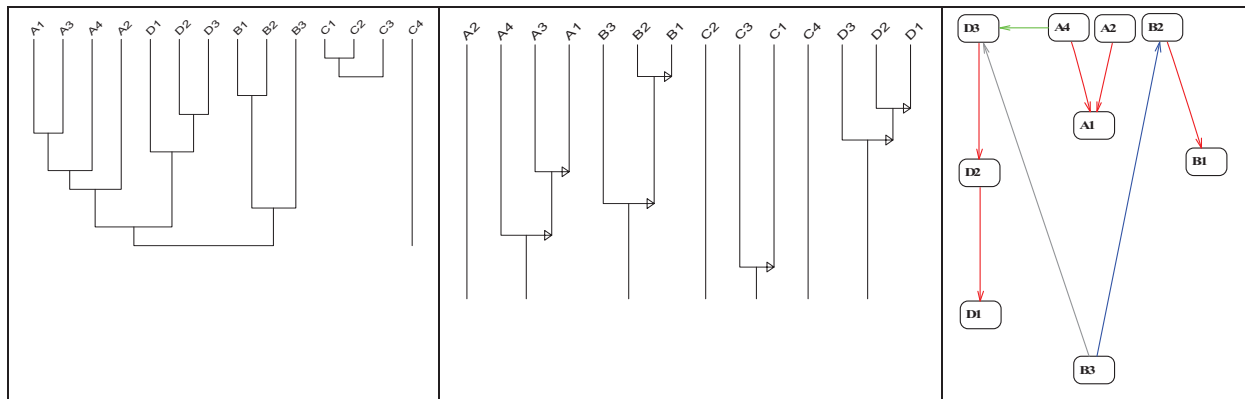 A1 A3 A4 A2 D1 D2 D3 B1 B2 B3 C1 C2 C3 C4
A2 A4 A3 A1 B3 B2 B1 C2 C3 C1 C4 D3 D2 D1
D3 A4 A2 B2
A1
B1
D2
D1
B3